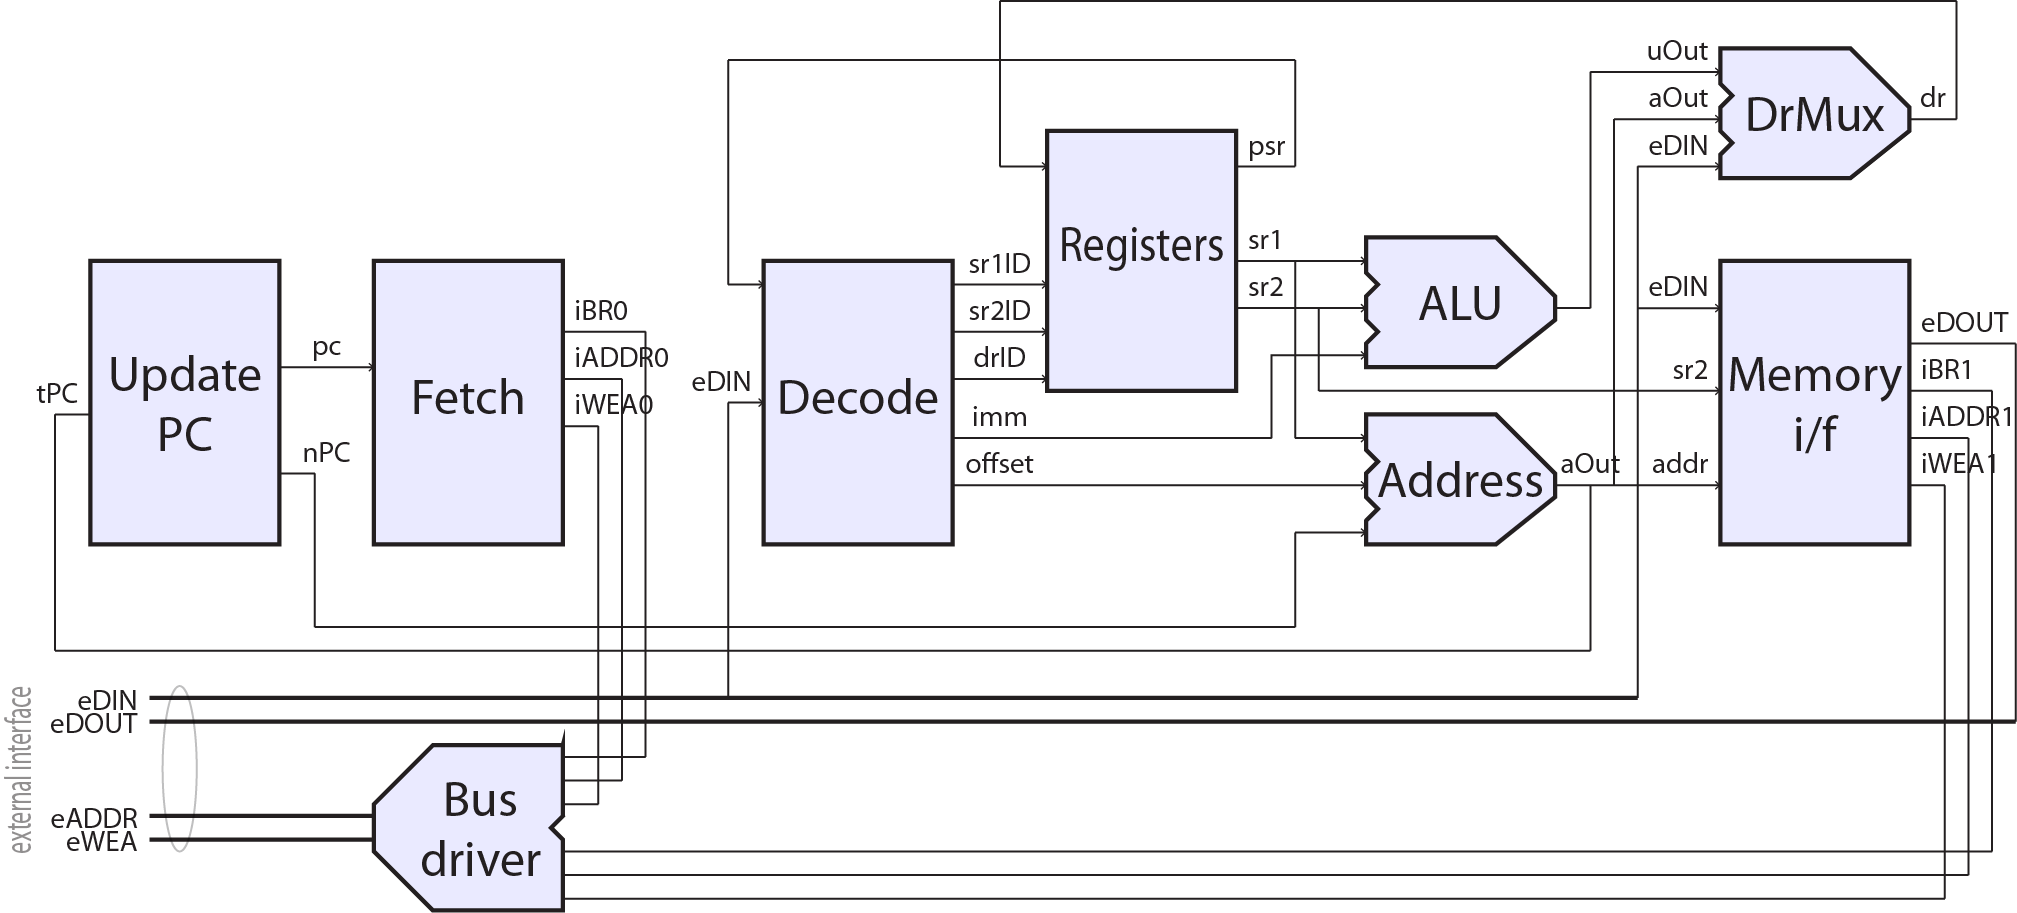 uOut
aOut
DrMux
dr
eDIN
psr
Registers
sr1
sr2
sr1ID
sr2ID
drID
imm
offset
eDIN
Decode
ALU
Address
aOut
eDIN
sr2
addr
Memory
i/f
eDOUT
iBR1
iADDR1
iWEA1
tPC
Update
PC
pc
nPC
Fetch
iBR0
iADDR0
iWEA0
external interface
eDIN
eDOUT
eADDR
eWEA
Bus
driver